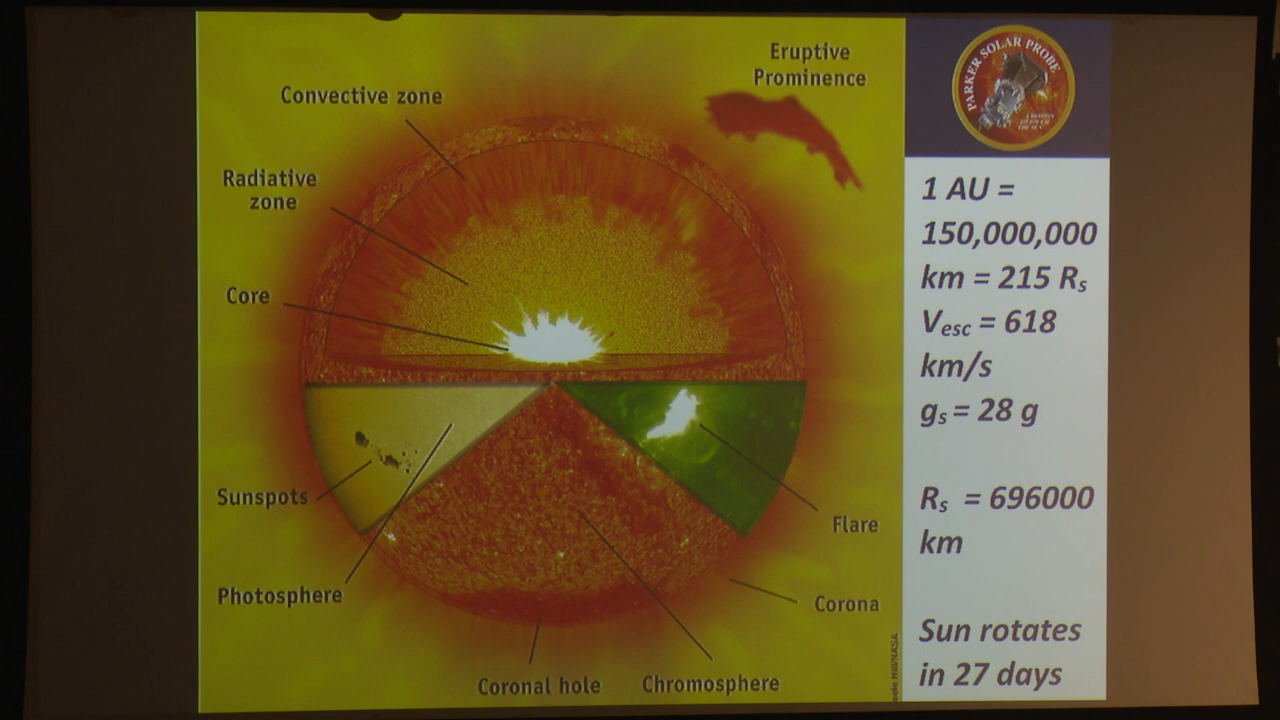 Eruptive
Prominence
Convective zone
Radiative
zone
Core
Sunspots
Photosphere
Coronal hole
Chromosphere
Corona
Flare
PARKER SOLAR PROBE
1 AU =
150,000,000
km = 215 Rs
Vesc = 618
km/s
gs = 28 g
Rs = 696000
km
Sun rotates
in 27 days
Hill/NASA